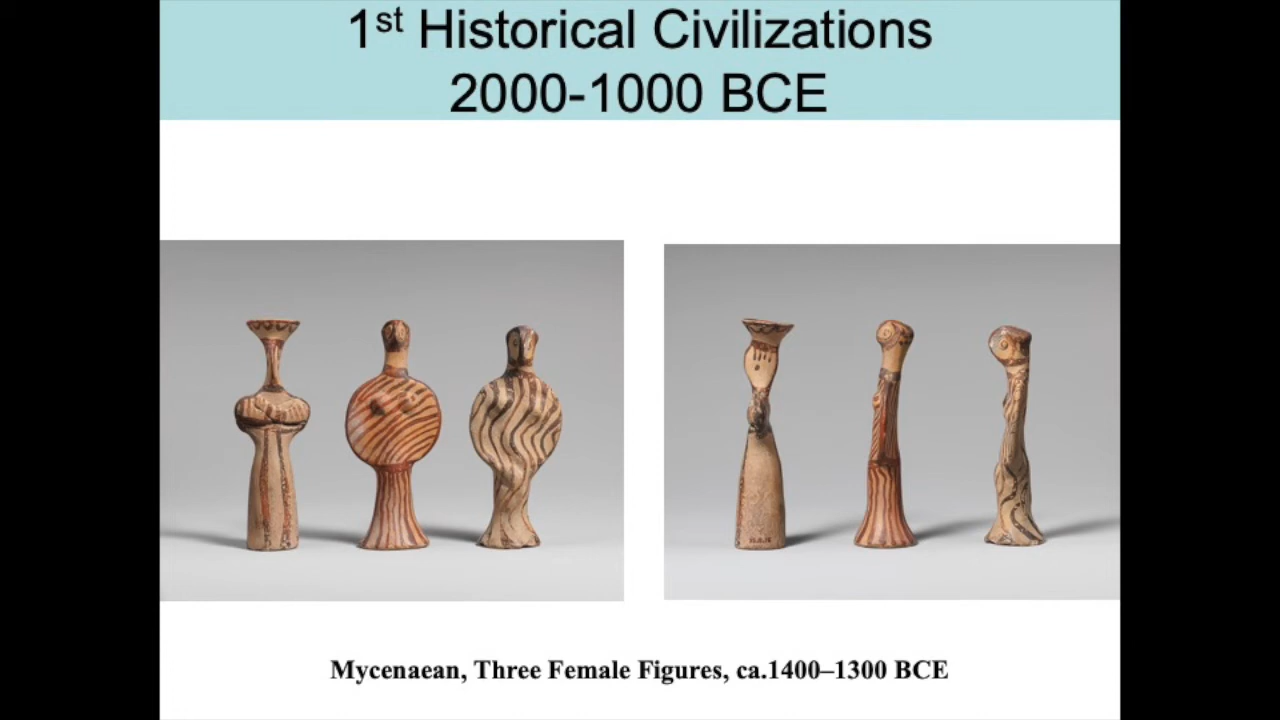 1st Historical Civilizations
2000-1000 BCE
Mycenaean, Three Female Figures, ca.1400–1300 BCE